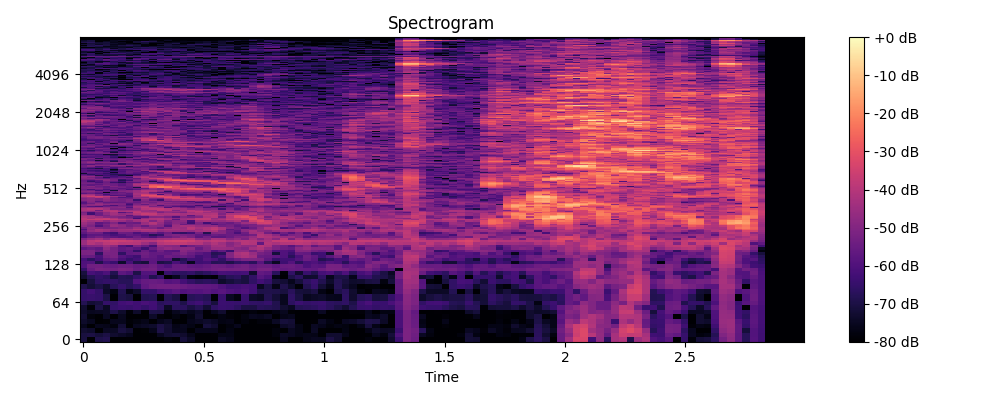 Spectrogram
Hz
4096
2048
1024
512
256
128
64
0
0
0.5
1
1.5
2
2.5
Time
+0 dB
-10 dB
-20 dB
-30 dB
-40 dB
-50 dB
-60 dB
-70 dB
-80 dB